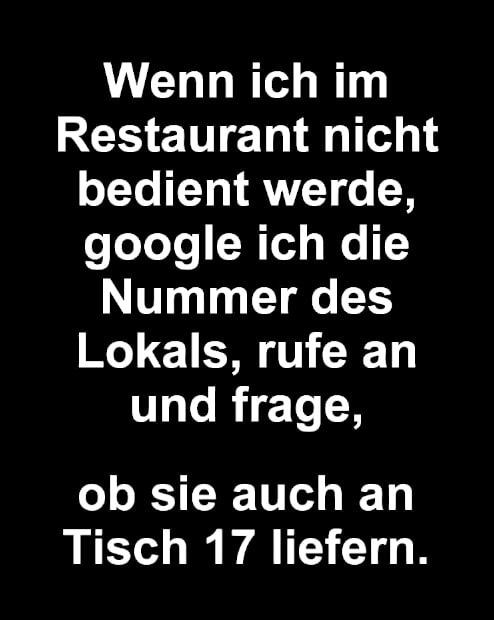 Wenn ich im
Restaurant nicht
bedient werde,
google ich die
Nummer des
Lokals, rufe an
und frage,
ob sie auch an
Tisch 17 liefern.